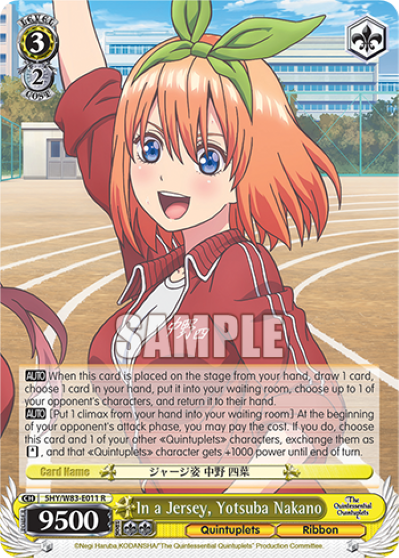 LEVEL
3
2
COST
中野 四
SAMPLE
AUTO When this card is placed on the stage from your hand, draw 1 card,
choose 1 card in your hand, put it into your waiting room, choose up to 1 of
your opponent's characters, and return it to their hand.
AUTO [Put 1 climax from your hand into your waiting room] At the beginning
of your opponent's attack phase, you may pay the cost. If you do, choose
this card and 1 of your other «Quintuplets» characters, exchange them as
, and that «Quintuplets» character gets +1000 power until end of turn.
Card Name
ジャージ姿 中野 四葉
CH 5HY/W83-E011 R
9500
In a Jersey, Yotsuba Nakano
The Quintessential Quintuplets
Quintuplets
Ribbon
©Negi Haruba,KODANSHA/"The Quintessential Quintuplets" Production Committee